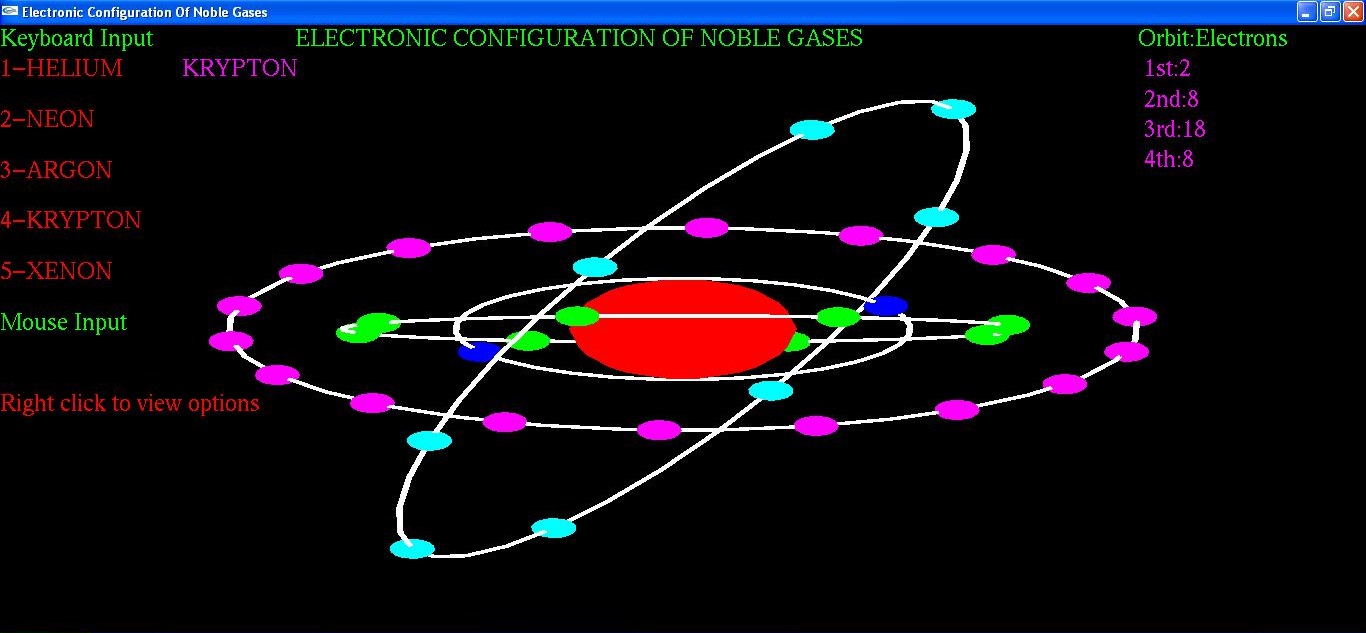 Electronic Configuration Of Noble Gases
Keyboard Input
ELECTRONIC CONFIGURATION OF NOBLE GASES
Orbit:Electrons
1−HELIUM
KRYPTON
1st:2
2nd:8
2−NEON
3rd:18
4th:8
3−ARGON
4−KRYPTON
5−XENON
Mouse Input
Right click to view options